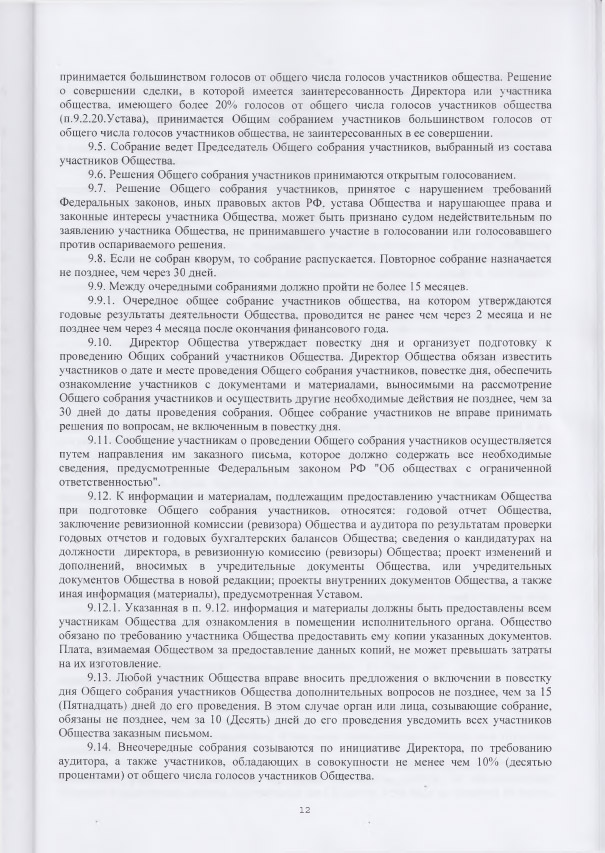 принимается большинством голосов от общего числа голосов участников общества. Решение
о совершении сделки, в которой имеется заинтересованность Директора или участника
общества, имеющего более 20% голосов от общего числа голосов участников общества
(п.9.2.20.Устава), принимается Общим собранием участников большинством голосов от
общего числа голосов участников общества, не заинтересованных в ее совершении.
9.5. Собрание ведет Председатель Общего собрания участников, выбранный из состава
участников Общества.
9.6. Решения Общего собрания участников принимаются открытым голосованием.
9.7. Решение Общего собрания участников, принятое с нарушением требований
Федеральных законов, иных правовых актов РФ, устава Общества и нарушающее права и
законные интересы участника Общества, может быть признано судом недействительным по
заявлению участника Общества, не принимавшего участие в голосовании или голосовавшего
против оспариваемого решения.
9.8. Если не собран кворум, то собрание распускается. Повторное собрание назначается
не позднее, чем через 30 дней.
9.9. Между очередными собраниями должно пройти не более 15 месяцев.
9.9.1. Очередное общее собрание участников общества, на котором утверждаются
годовые результаты деятельности Общества, проводится не ранее чем через 2 месяца и не
позднее чем через 4 месяца после окончания финансового года.
9.10. Директор Общества утверждает повестку дня и организует подготовку к
проведению Общих собраний участников Общества. Директор Общества обязан известить
участников о дате и месте проведения Общего собрания участников, повестке дня, обеспечить
ознакомление участников с документами и материалами, выносимыми на рассмотрение
Общего собрания участников и осуществить другие необходимые действия не позднее, чем за
30 дней до даты проведения собрания. Общее собрание участников не вправе принимать
решения по вопросам, не включенным в повестку дня.
9.11. Сообщение участникам о проведении Общего собрания участников осуществляется
путем направления им заказного письма, которое должно содержать все необходимые
сведения, предусмотренные Федеральным законом РФ "Об обществах с ограниченной
ответственностью".
9.12. К информации и материалам, подлежащим предоставлению участникам Общества
при подготовке Общего собрания участников, относятся: годовой отчет Общества,
заключение ревизионной комиссии (ревизора) Общества и аудитора по результатам проверки
годовых отчетов и годовых бухгалтерских балансов Общества; сведения о кандидатурах на
должности директора, в ревизионную комиссию (ревизоры) Общества; проект изменений и
дополнений, вносимых в учредительные документы Общества, или учредительных
документов Общества в новой редакции; проекты внутренних документов Общества, а также
иная информация (материалы), предусмотренная Уставом.
9.12.1. Указанная в п. 9.12. информация и материалы должны быть предоставлены всем
участникам Общества для ознакомления в помещении исполнительного органа. Общество
обязано по требованию участника Общества предоставить ему копии указанных документов.
Плата, взимаемая Обществом за предоставление данных копий, не может превышать затраты
на их изготовление.
9.13. Любой участник Общества вправе вносить предложения о включении в повестку
дня Общего собрания участников Общества дополнительных вопросов не позднее, чем за 15
(Пятнадцать) дней до его проведения. В этом случае орган или лица, созывающие собрание,
обязаны не позднее, чем за 10 (Десять) дней до его проведения уведомить всех участников
Общества заказным письмом.
9.14. Внеочередные собрания созываются по инициативе Директора, по требованию
аудитора, а также участников, обладающих в совокупности не менее чем 10% (десятью
процентами) от общего числа голосов участников Общества.
12